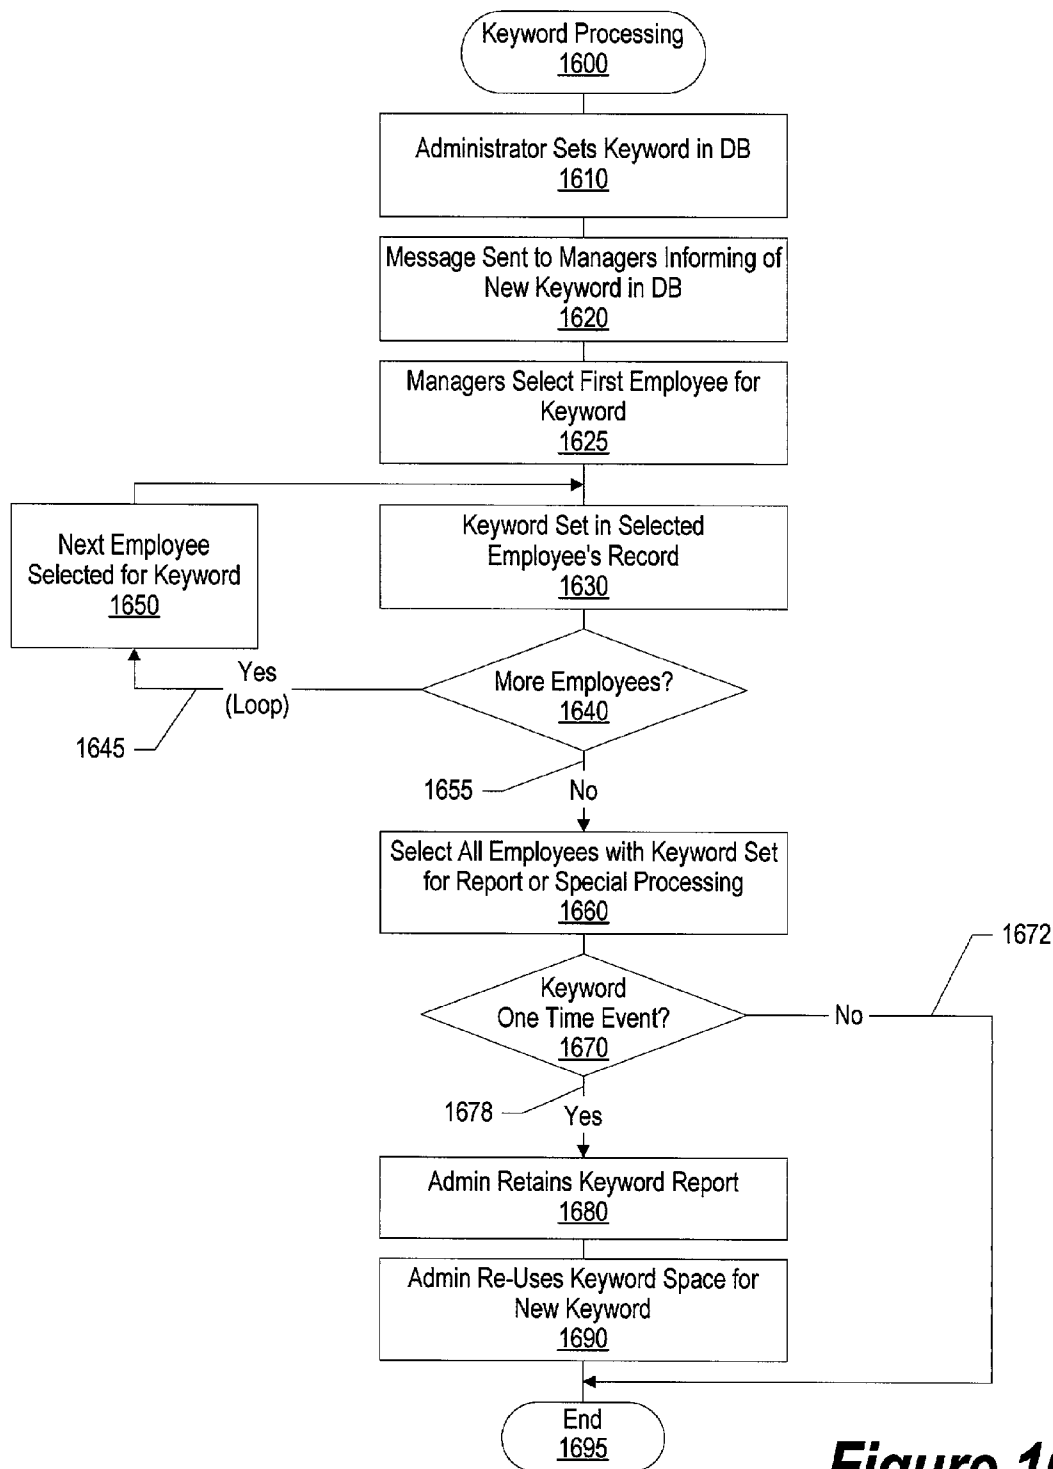 Keyword Processing
1600
Administrator Sets Keyword in DB
1610
Message Sent to Managers Informing of
New Keyword in DB
1620
Managers Select First Employee for
Keyword
1625
Keyword Set in Selected
Employee's Record
1630
Next Employee
Selected for Keyword
1650
Yes
(Loop)
1645
More Employees?
1640
1655
No
Select All Employees with Keyword Set
for Report or Special Processing
1660
1672
Keyword
One Time Event?
1670
No
1678
Yes
Admin Retains Keyword Report
1680
Admin Re-Uses Keyword Space for
New Keyword
1690
End
1695
Figure